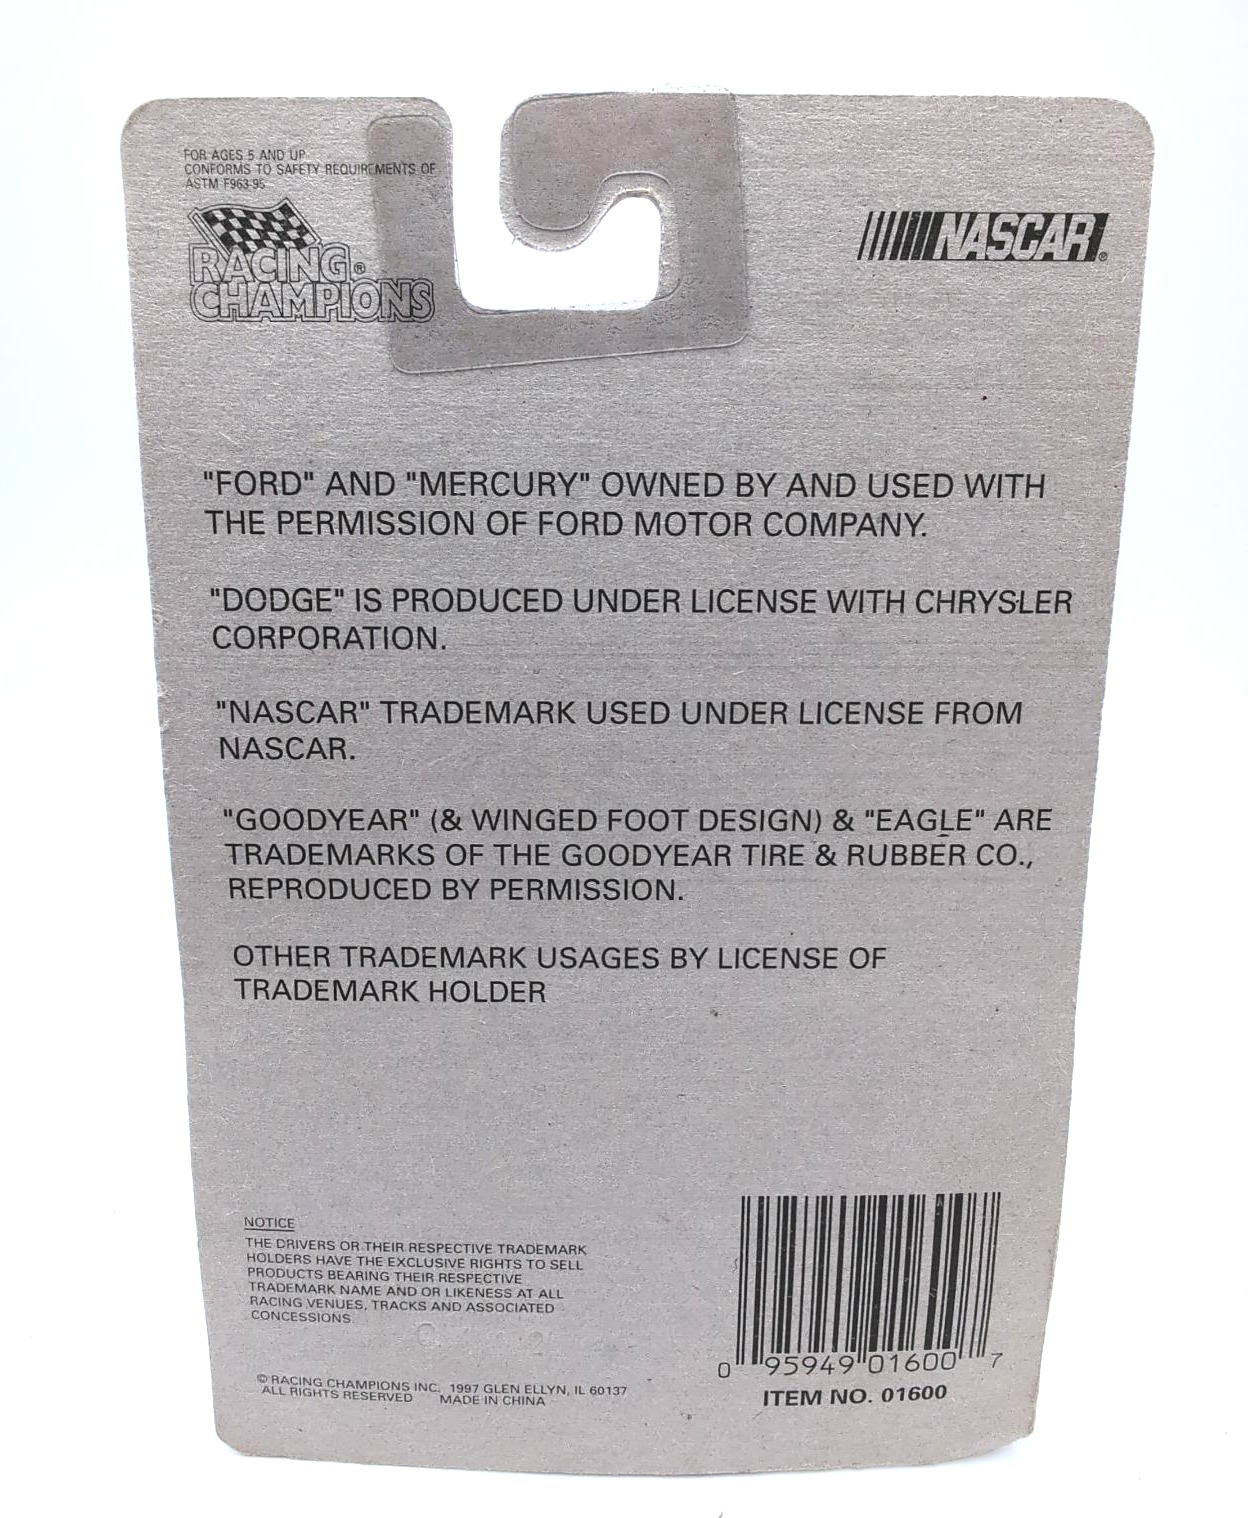 FOR AGES 5 AND UP
CONFORMS TO SAFETY REQUIREMENTS OF
ASTM F963-95
RACING®
CHAMPIONS
NASCAR®
"FORD" AND "MERCURY" OWNED BY AND USED WITH
THE PERMISSION OF FORD MOTOR COMPANY.
"DODGE" IS PRODUCED UNDER LICENSE WITH CHRYSLER
CORPORATION.
"NASCAR" TRADEMARK USED UNDER LICENSE FROM
NASCAR.
"GOODYEAR" (& WINGED FOOT DESIGN) & "EAGLE" ARE
TRADEMARKS OF THE GOODYEAR TIRE & RUBBER CO.,
REPRODUCED BY PERMISSION.
OTHER TRADEMARK USAGES BY LICENSE OF
TRADEMARK HOLDER
NOTICE
THE DRIVERS OR THEIR RESPECTIVE TRADEMARK
HOLDERS HAVE THE EXCLUSIVE RIGHTS TO SELL
PRODUCTS BEARING THEIR RESPECTIVE
TRADEMARK NAME AND OR LIKENESS AT ALL
RACING VENUES, TRACKS AND ASSOCIATED
CONCESSIONS.
© RACING CHAMPIONS INC. 1997 GLEN ELLYN, IL 60137
ALL RIGHTS RESERVED MADE IN CHINA
0 95949 01600 7
ITEM NO. 01600